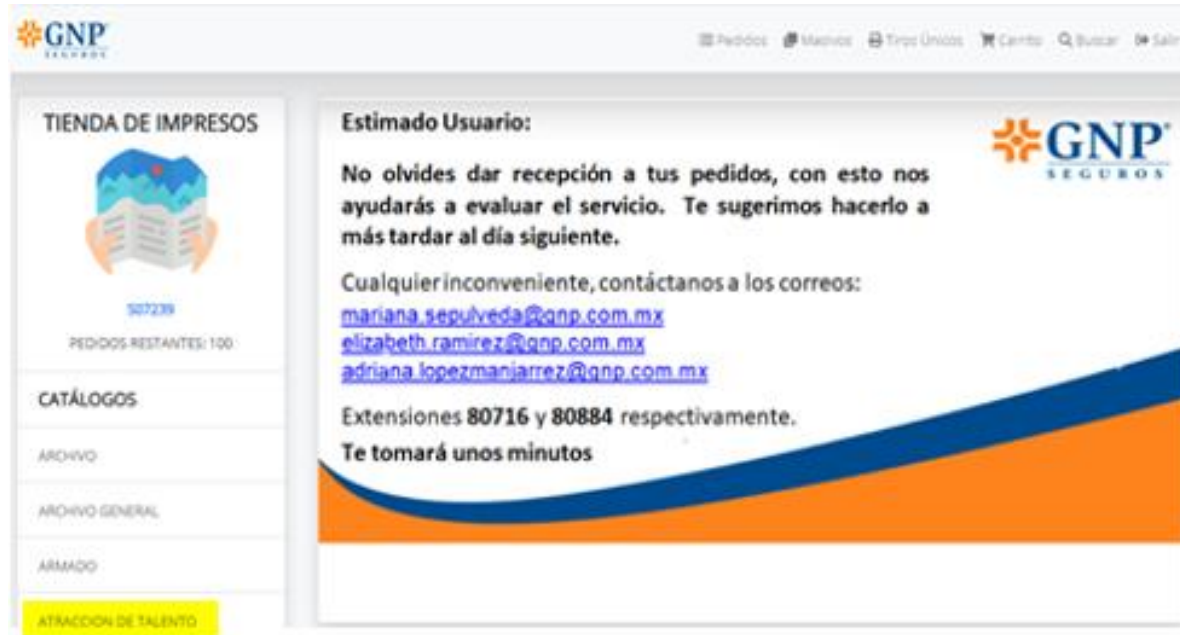 GNP
SEGUROS
Pedidos Masivos Tiros Únicos Carrito Buscar Salir
TIENDA DE IMPRESOS
507239
PEDIDOS RESTANTES: 100
CATÁLOGOS
ARCHIVO
ARCHIVO GENERAL
ARMADO
ATRACCION DE TALENTO
Estimado Usuario:
GNP
SEGUROS
No olvides dar recepción a tus pedidos, con esto nos
ayudarás a evaluar el servicio. Te sugerimos hacerlo a
más tardar al día siguiente.
Cualquier inconveniente, contáctanos a los correos:
mariana.sepulveda@gnp.com.mx
elizabeth.ramirez@gnp.com.mx
adriana.lopezmanjarrez@gnp.com.mx
Extensiones 80716 y 80884 respectivamente.
Te tomará unos minutos